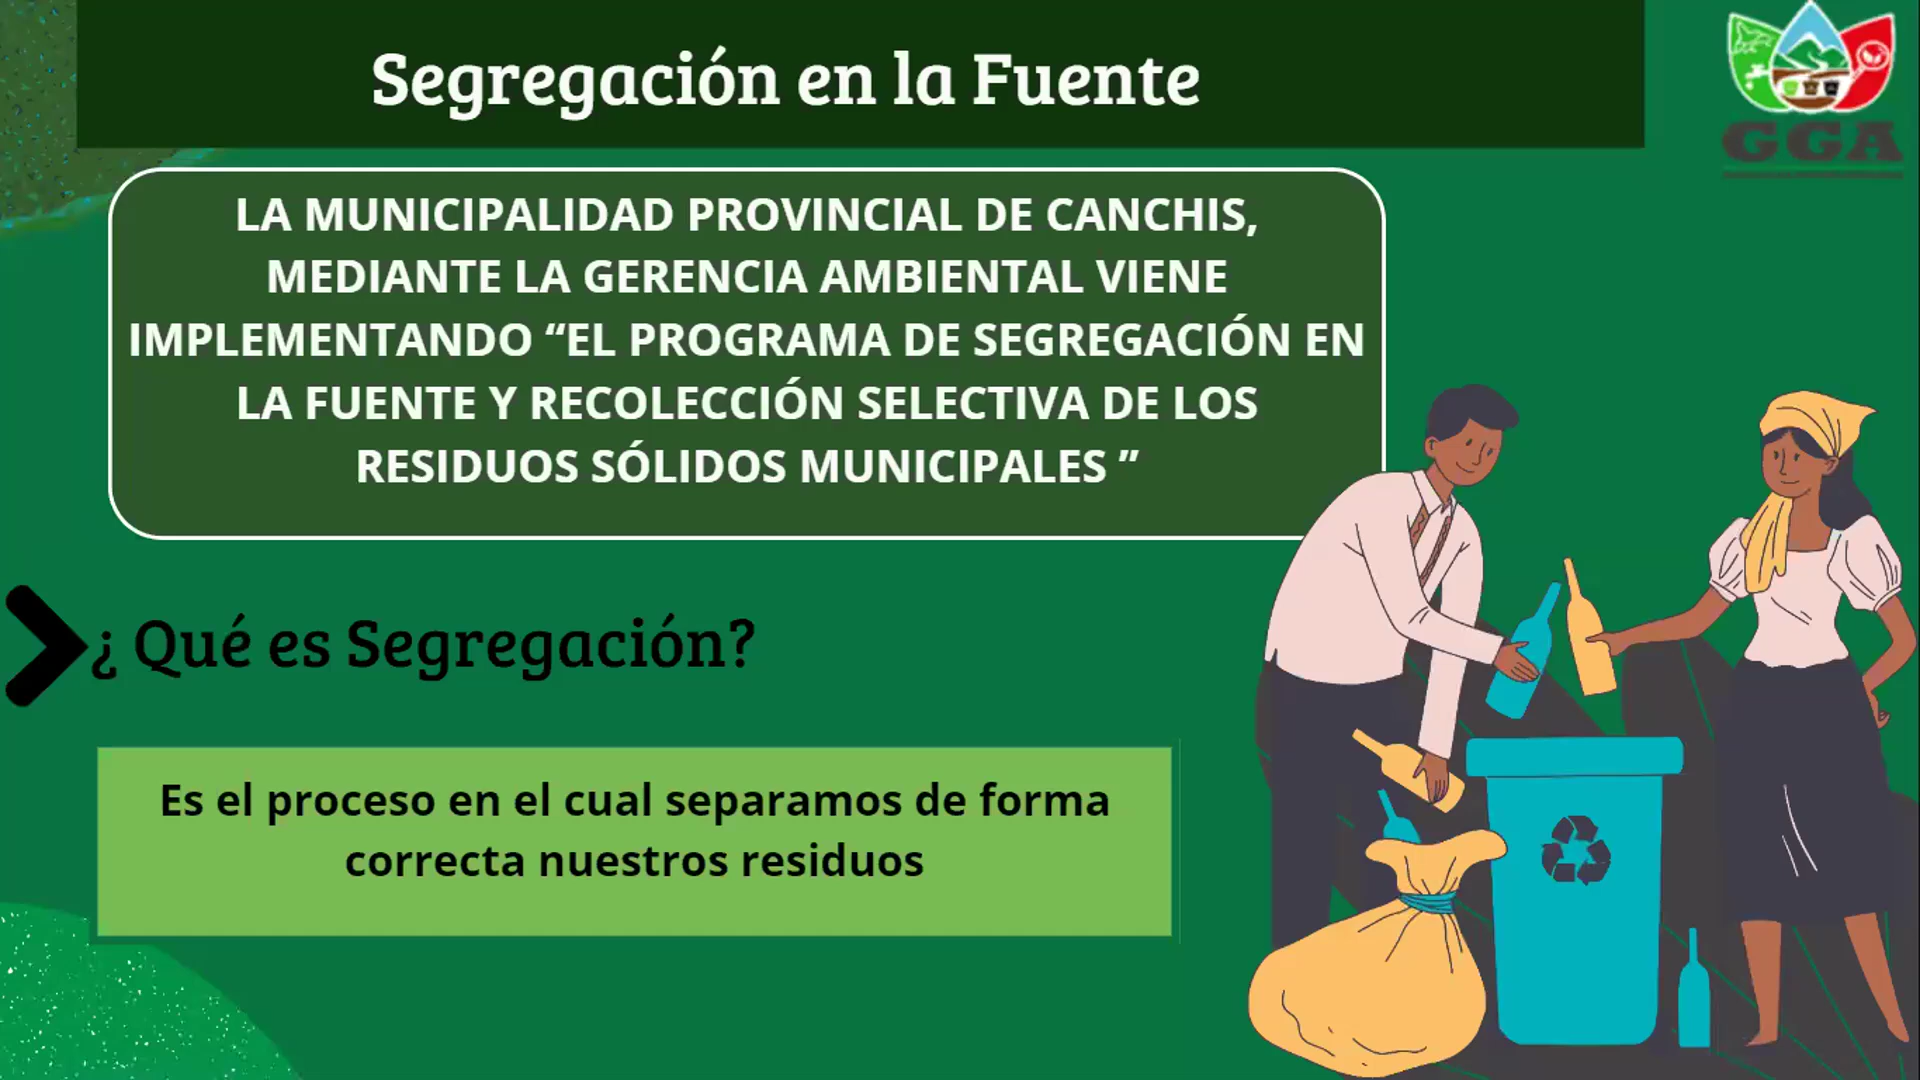 Segregación en la Fuente
GGA
LA MUNICIPALIDAD PROVINCIAL DE CANCHIS,
MEDIANTE LA GERENCIA AMBIENTAL VIENE
IMPLEMENTANDO “EL PROGRAMA DE SEGREGACIÓN EN
LA FUENTE Y RECOLECCIÓN SELECTIVA DE LOS
RESIDUOS SÓLIDOS MUNICIPALES ”
¿ Qué es Segregación?
Es el proceso en el cual separamos de forma
correcta nuestros residuos